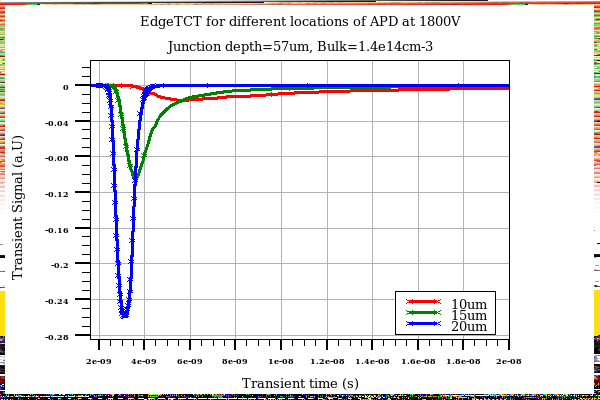 EdgeTCT for different locations of APD at 1800V
Junction depth=57um, Bulk=1.4e14cm-3
Transient Signal (a.U)
0
-0.04
-0.08
-0.12
-0.16
-0.2
-0.24
-0.28
10um
15um
20um
2e-09 4e-09 6e-09 8e-09 1e-08 1.2e-08 1.4e-08 1.6e-08 1.8e-08 2e-08
Transient time (s)